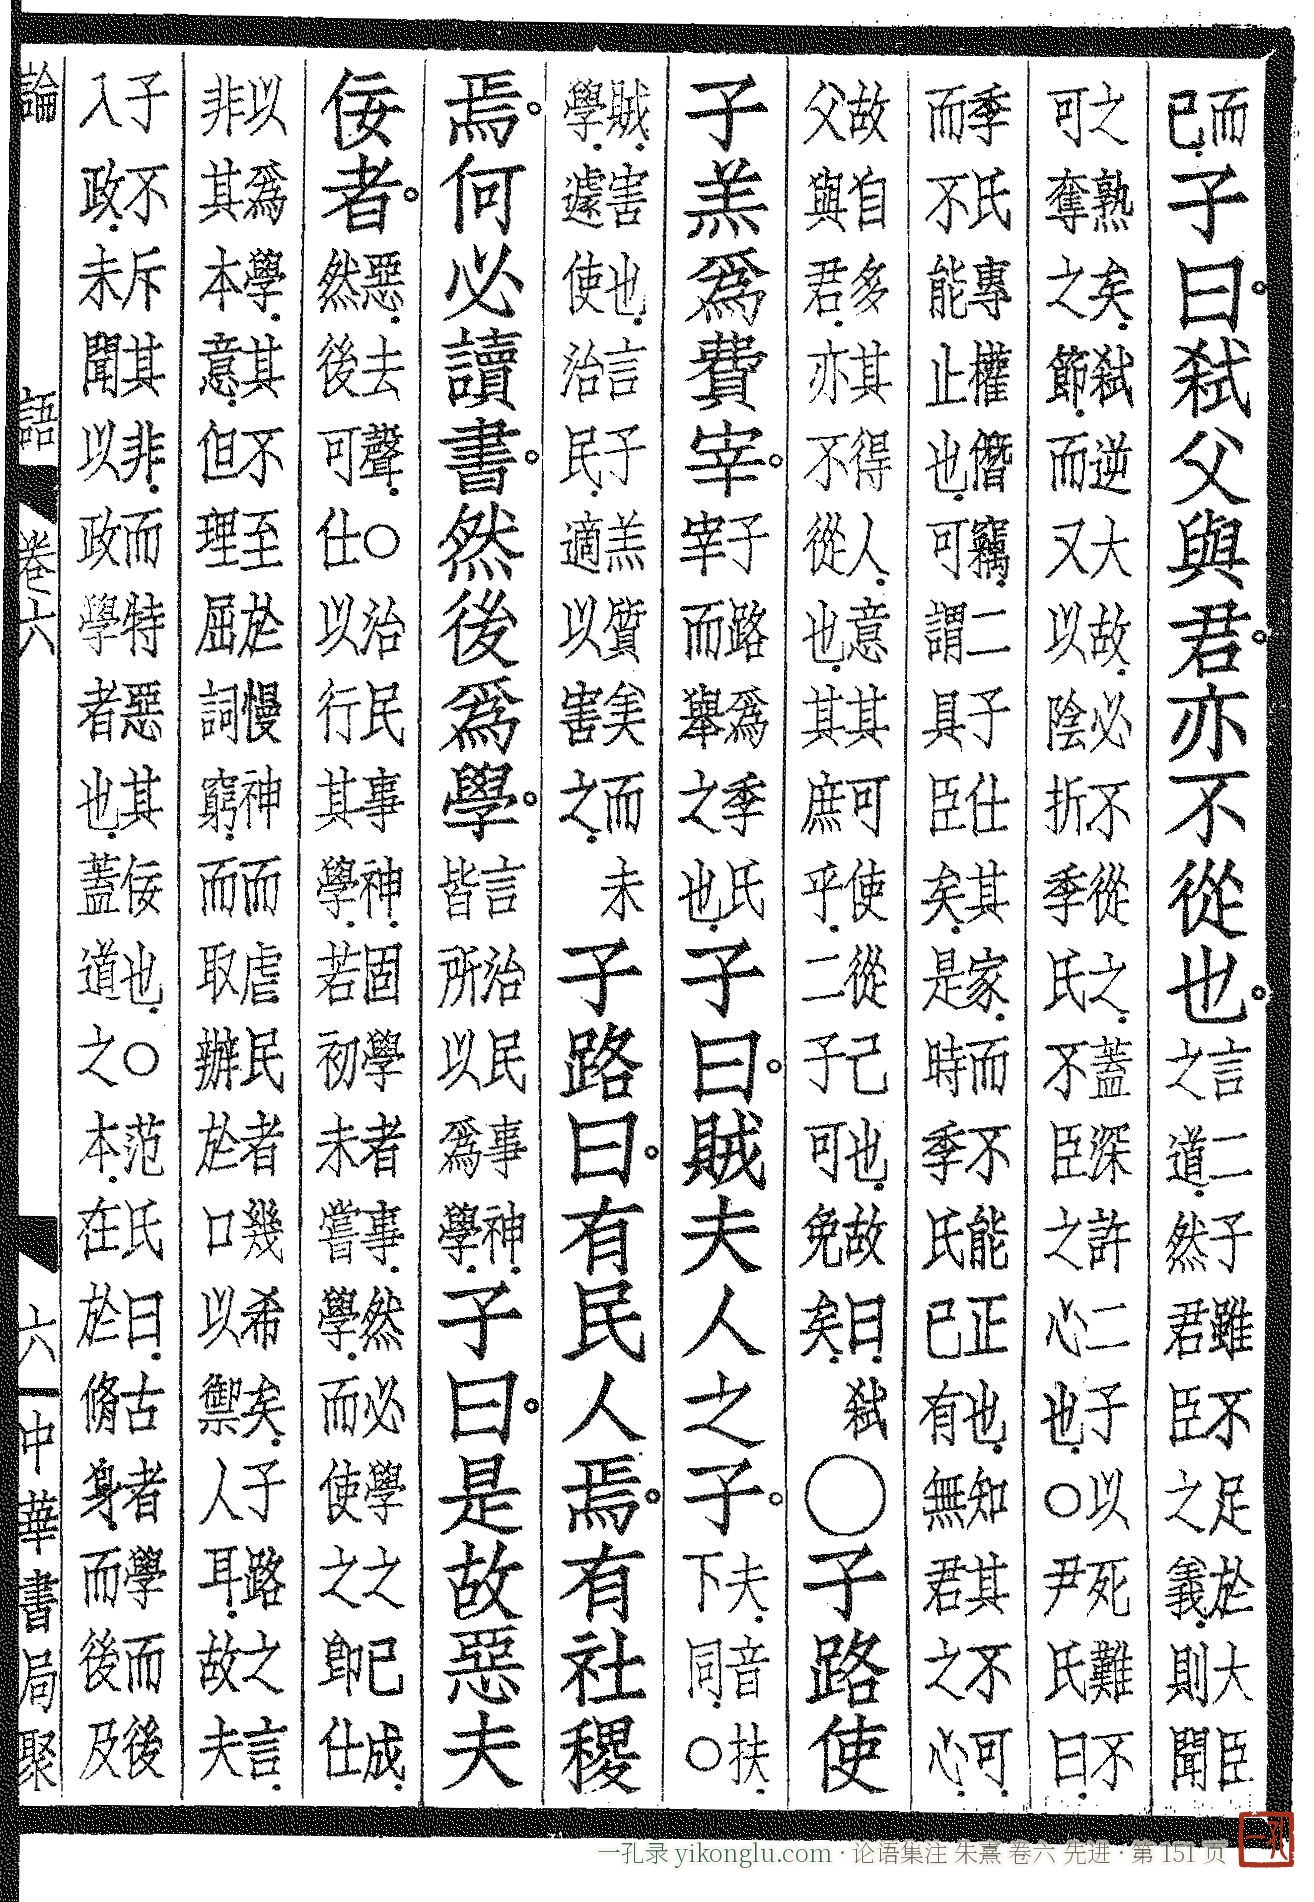 而已子曰弑父與君亦不從也言二子雖不足於大臣之道然君臣之義則聞
之熟矣弑逆大故必不從之蓋深許二子以死難不
可奪之節而又以陰折季氏不臣之心也○尹氏曰
季氏專權僭竊二子仕其家而不能正也知其不可
而不能止也可謂具臣矣是時季氏已有無君之心
故自多其得人意其可使從己也故曰弑父與君亦不從也其庶乎二子可免矣○子路使
子羔爲費宰子路爲季氏宰而舉之也子曰賊夫人之子夫音扶下同○
賊害也言子羔質美而未學遽使治民適以害之子路曰有民人焉有社稷
焉何必讀書然後爲學言治民事神皆所以爲學子曰是故惡夫
佞者惡去聲○治民事神固學者事然必學之已成然後可仕以行其學若初未嘗學而使之即仕
以爲學其不至於慢神而虐民者幾希矣子路之言
非其本意但理屈詞窮而取辦於口以禦人耳故夫
子不斥其非而特惡其佞也○范氏曰古者學而後
入政未聞以政學者也蓋道之本在於脩身而後及
論語 卷六 六 中華書局聚
一孔录 yikonglu.com · 论语集注 朱熹 卷六 先进 · 第 151 页
一孔